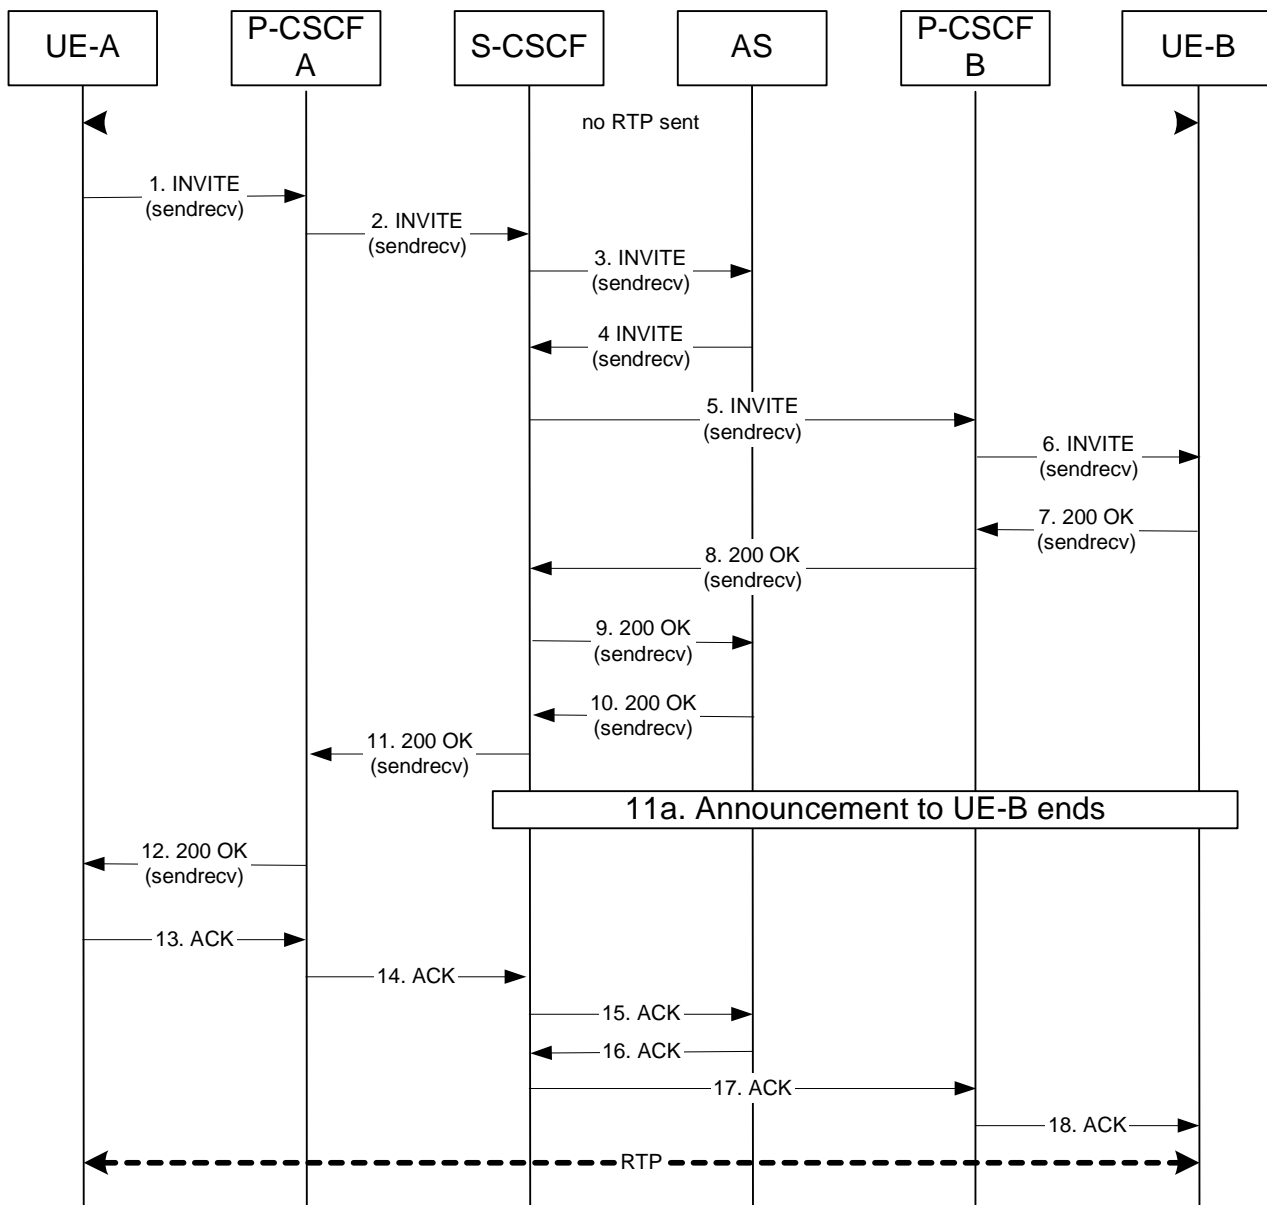 UE-A
P-CSCF
A
S-CSCF
AS
P-CSCF
B
UE-B
no RTP sent
1. INVITE
(sendrecv)
2. INVITE
(sendrecv)
3. INVITE
(sendrecv)
4 INVITE
(sendrecv)
5. INVITE
(sendrecv)
6. INVITE
(sendrecv)
7. 200 OK
(sendrecv)
8. 200 OK
(sendrecv)
9. 200 OK
(sendrecv)
10. 200 OK
(sendrecv)
11. 200 OK
(sendrecv)
11a. Announcement to UE-B ends
12. 200 OK
(sendrecv)
13. ACK
14. ACK
15. ACK
16. ACK
17. ACK
18. ACK
RTP